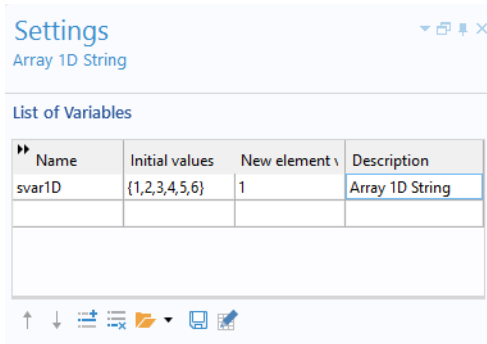 Settings
Array 1D String
List of Variables
Name Initial values New element v Description
svar1D {1,2,3,4,5,6} 1 Array 1D String